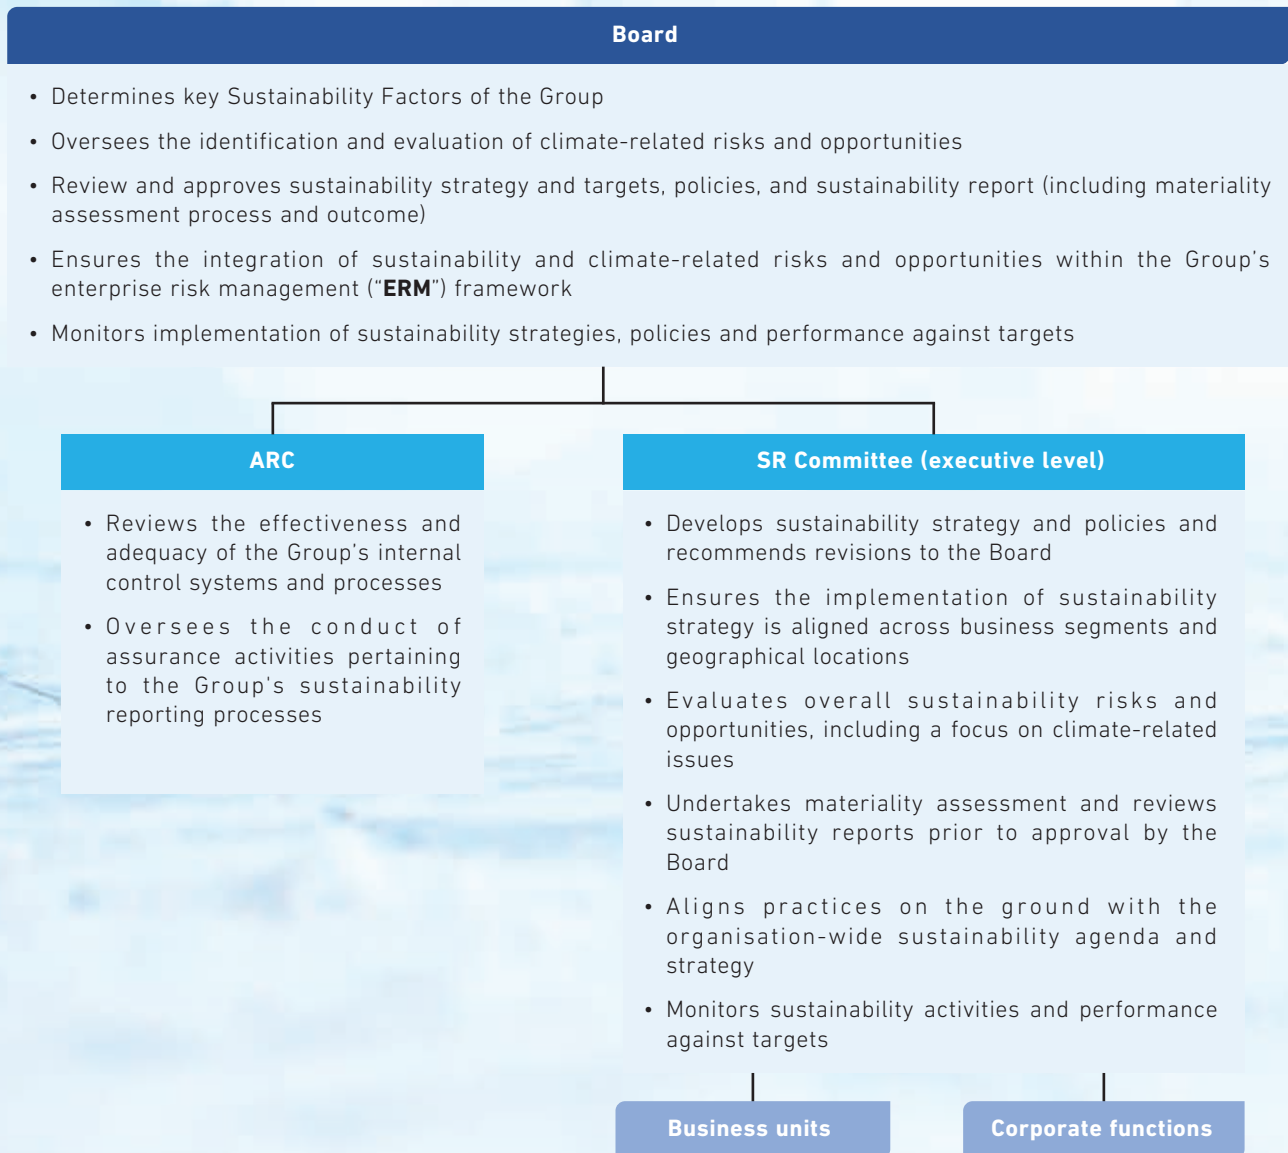 Board
• Determines key Sustainability Factors of the Group
• Oversees the identification and evaluation of climate-related risks and opportunities
• Review and approves sustainability strategy and targets, policies, and sustainability report (including materiality
assessment process and outcome)
• Ensures the integration of sustainability and climate-related risks and opportunities within the Group’s
enterprise risk management (“ERM”) framework
• Monitors implementation of sustainability strategies, policies and performance against targets
ARC
• Reviews the effectiveness and
adequacy of the Group’s internal
control systems and processes
• Oversees the conduct of
assurance activities pertaining
to the Group's sustainability
reporting processes
SR Committee (executive level)
• Develops sustainability strategy and policies and
recommends revisions to the Board
• Ensures the implementation of sustainability
strategy is aligned across business segments and
geographical locations
• Evaluates overall sustainability risks and
opportunities, including a focus on climate-related
issues
• Undertakes materiality assessment and reviews
sustainability reports prior to approval by the
Board
• Aligns practices on the ground with the
organisation-wide sustainability agenda and
strategy
• Monitors sustainability activities and performance
against targets
Business units
Corporate functions